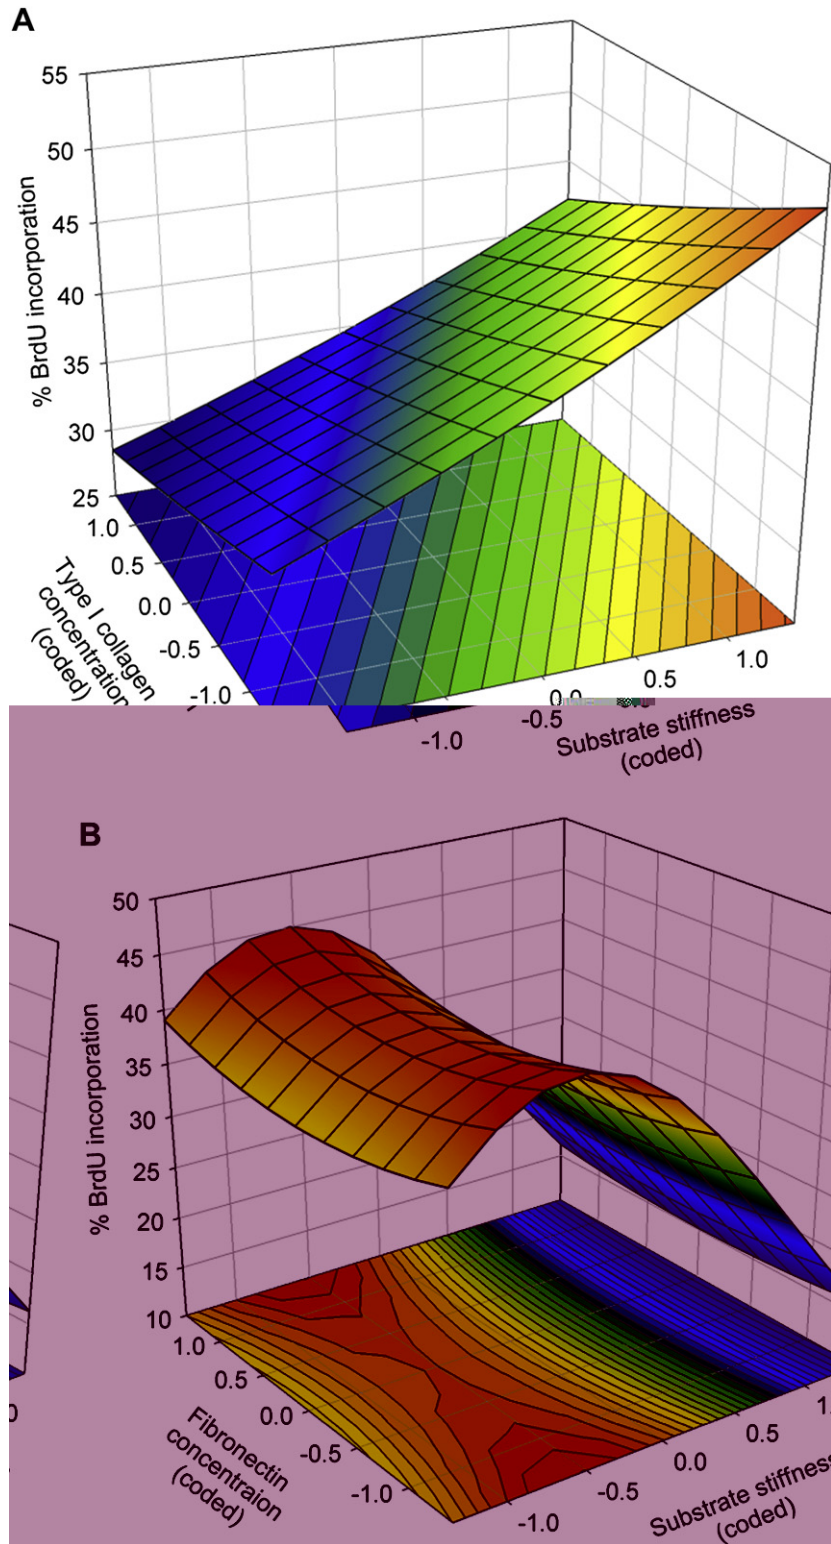 A
55
50
45
40
35
30
25
% BrdU incorporation
1.0
0.5
0.0
-0.5
-1.0
Type I collagen
concentration
(coded)
-1.0
-0.5
0.0
0.5
1.0
Substrate stiffness
(coded)
B
50
45
40
35
30
25
20
15
10
% BrdU incorporation
1.0
0.5
0.0
-0.5
-1.0
Fibronectin
concentraion
(coded)
-1.0
-0.5
0.0
0.5
Substrate stiffness
(coded)